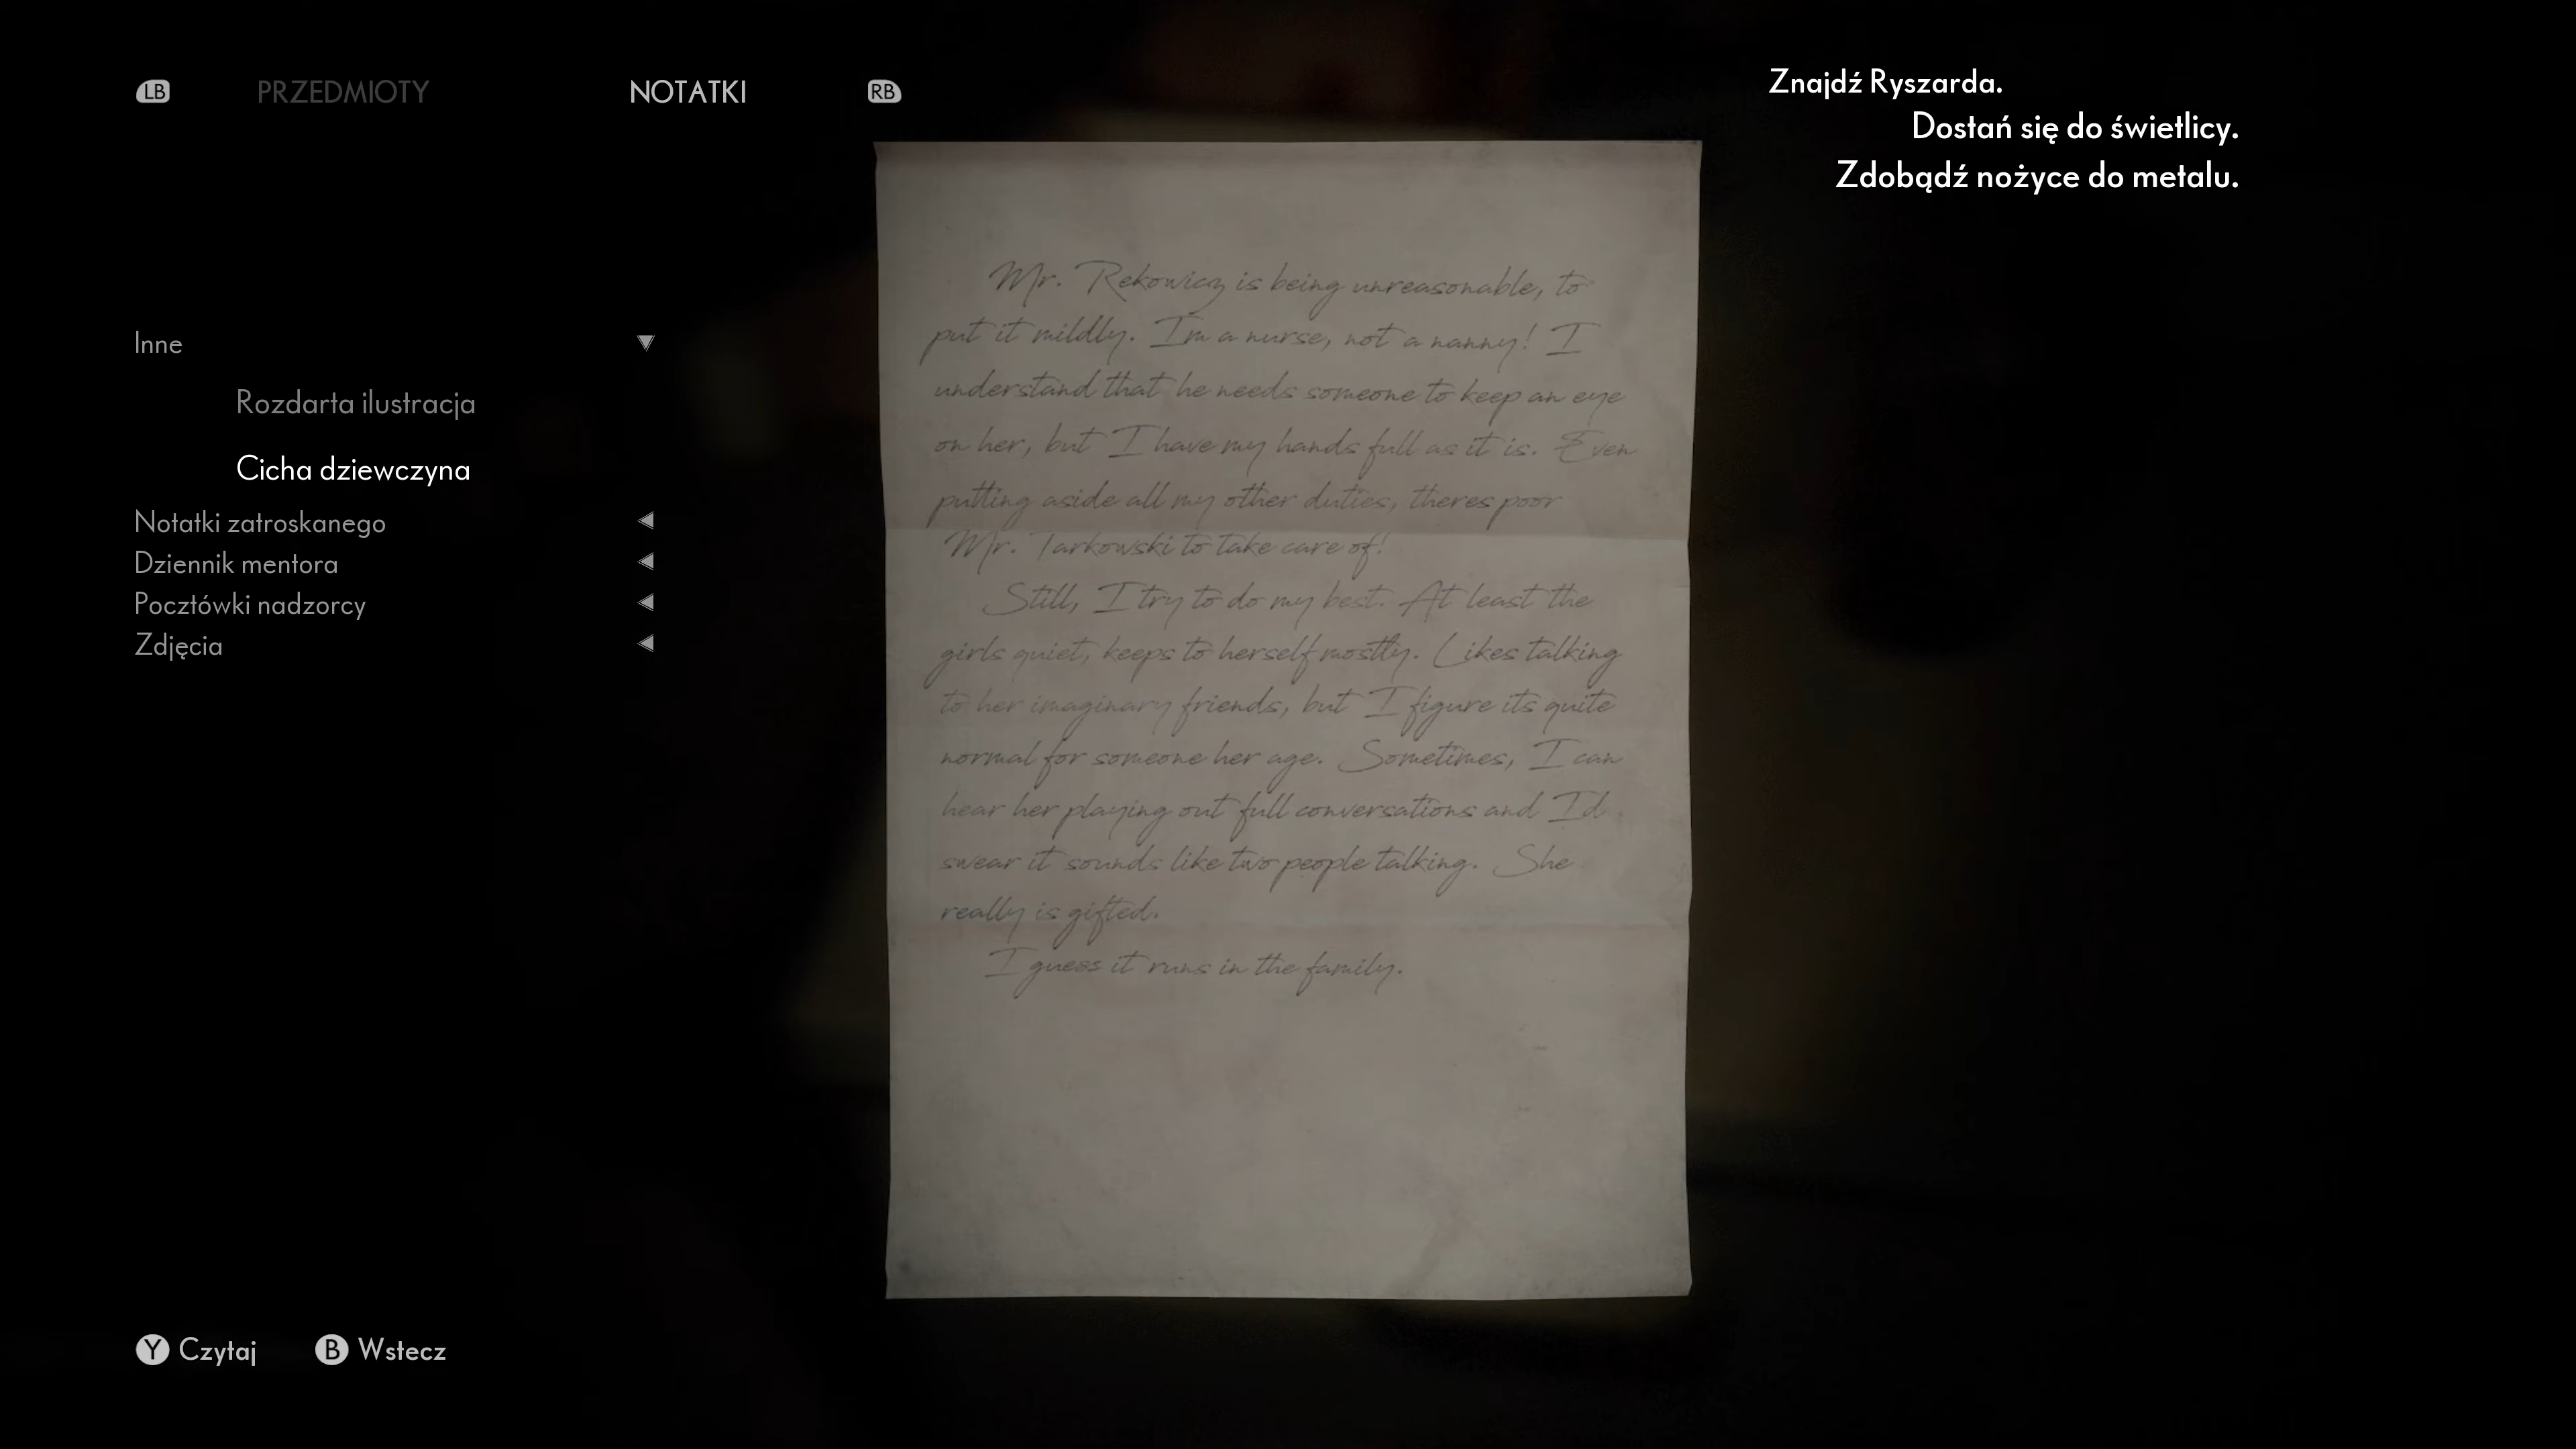 LB PRZEDMIOTY NOTATKI RB
Znajdź Ryszarda.
Dostań się do świetlicy.
Zdobądź nożyce do metalu.
Inne
Rozdarta ilustracja
Cicha dziewczyna
Notatki zatroskanego
Dziennik mentora
Pocztówki nadzorcy
Zdjęcia
Mr. Rekowicz is being unreasonable, to
put it mildly. Im a nurse, not a nanny! I
understand that he needs someone to keep an eye
on her, but I have my hands full as it is. Even
putting aside all my other duties, theres poor
Mr. Tarkowski to take care of!
Still, I try to do my best. At least the
girls quiet, keeps to herself mostly. Likes talking
to her imaginary friends, but I figure its quite
normal for someone her age. Sometimes, I can
hear her playing out full conversations and Id
swear it sounds like two people talking. She
really is gifted.
I guess it runs in the family.
Y Czytaj B Wstecz